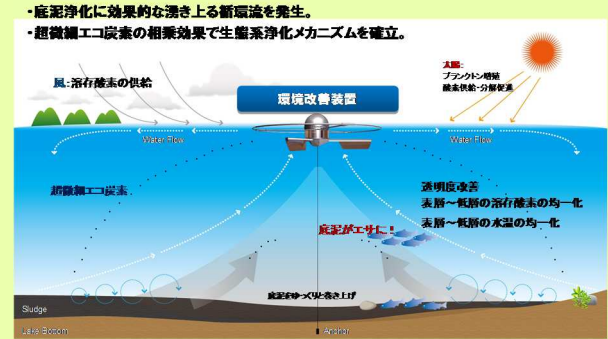 ・底泥浄化に効果的な湧き上る循環流を発生。
・超微細エコ炭素の相乗効果で生態系浄化メカニズムを確立。
風:溶存酸素の供給
環境改善装置
太陽:
プランクトン増殖
酸素供給・分解促進
Water Flow
Water Flow
超微細エコ炭素
透明度改善
表層～低層の溶存酸素の均一化
表層～低層の水温の均一化
底泥がエサに!
底泥をゆっくりと巻き上げ
Sludge
Lake Bottom
Anchor